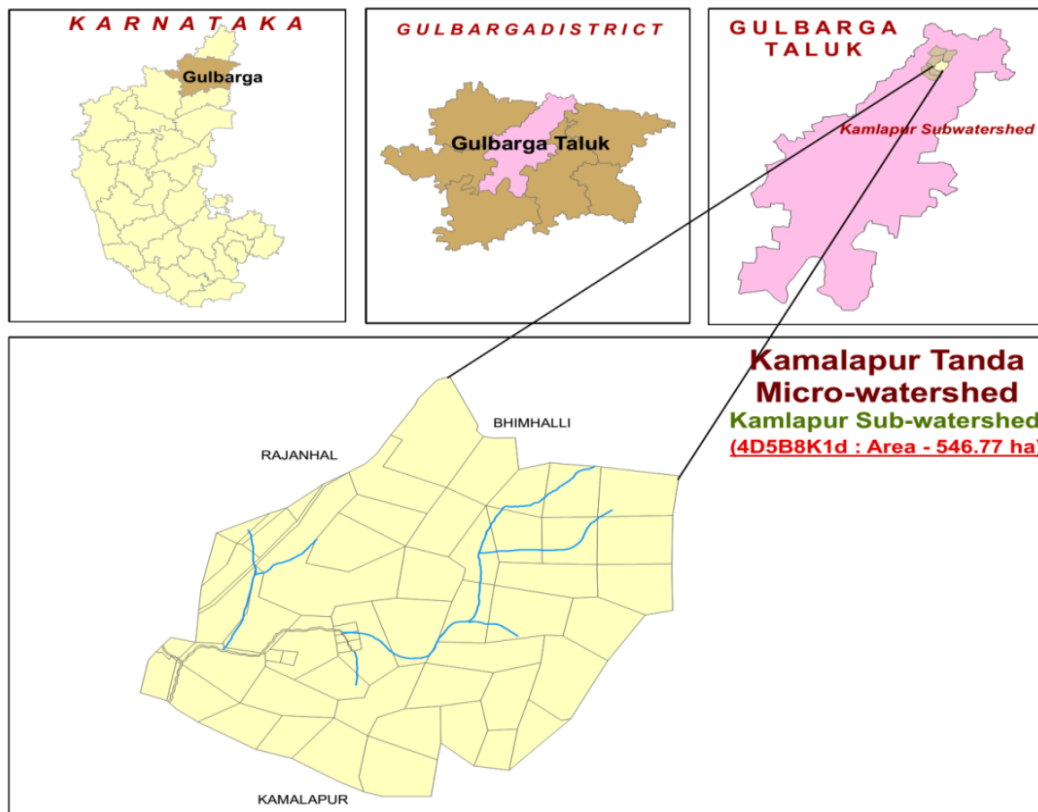 KARNATAKA
Gulbarga
GULBARGADISTRICT
Gulbarga Taluk
GULBARGA
TALUK
Kamlapur Subwatershed
Kamalapur Tanda
Micro-watershed
Kamlapur Sub-watershed
(4D5B8K1d : Area - 546.77 ha)
BHIMHALLI
RAJANHAL
KAMALAPUR